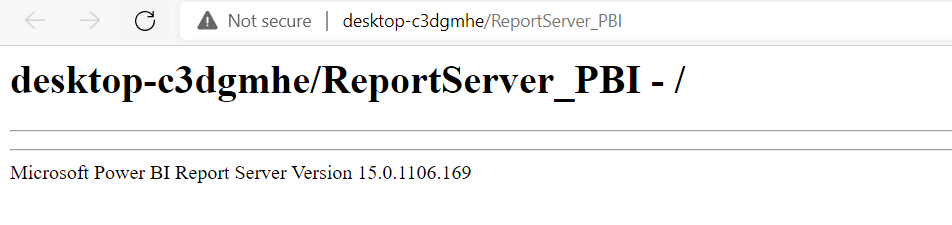 Not secure | desktop-c3dgmhe/ReportServer_PBI
desktop-c3dgmhe/ReportServer_PBI - /
Microsoft Power BI Report Server Version 15.0.1106.169